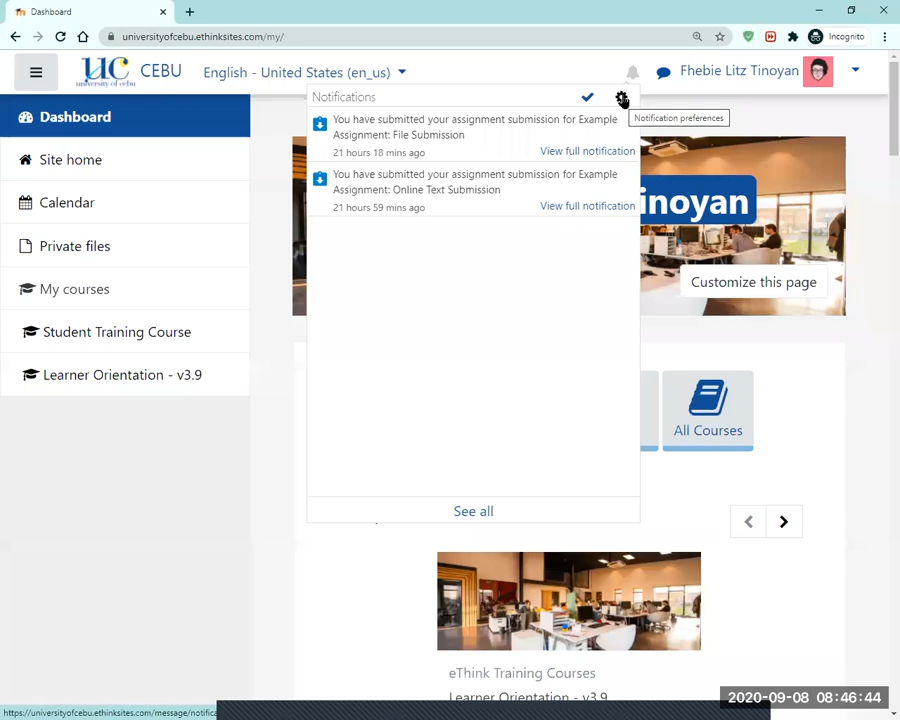 Dashboard
universityofcebu.ethinksites.com/my/
Incognito
university of cebu
CEBU
English - United States (en_us)
Fhebie Litz Tinoyan
Dashboard
Site home
Calendar
Private files
My courses
Student Training Course
Learner Orientation - v3.9
Notifications
Notification preferences
You have submitted your assignment submission for Example
Assignment: File Submission
21 hours 18 mins ago
View full notification
You have submitted your assignment submission for Example
Assignment: Online Text Submission
21 hours 59 mins ago
View full notification
See all
inoyan
Customize this page
All Courses
eThink Training Courses
Learner Orientation - v3.9
2020-09-08 08:46:44
https://universityofcebu.ethinksites.com/message/notifica